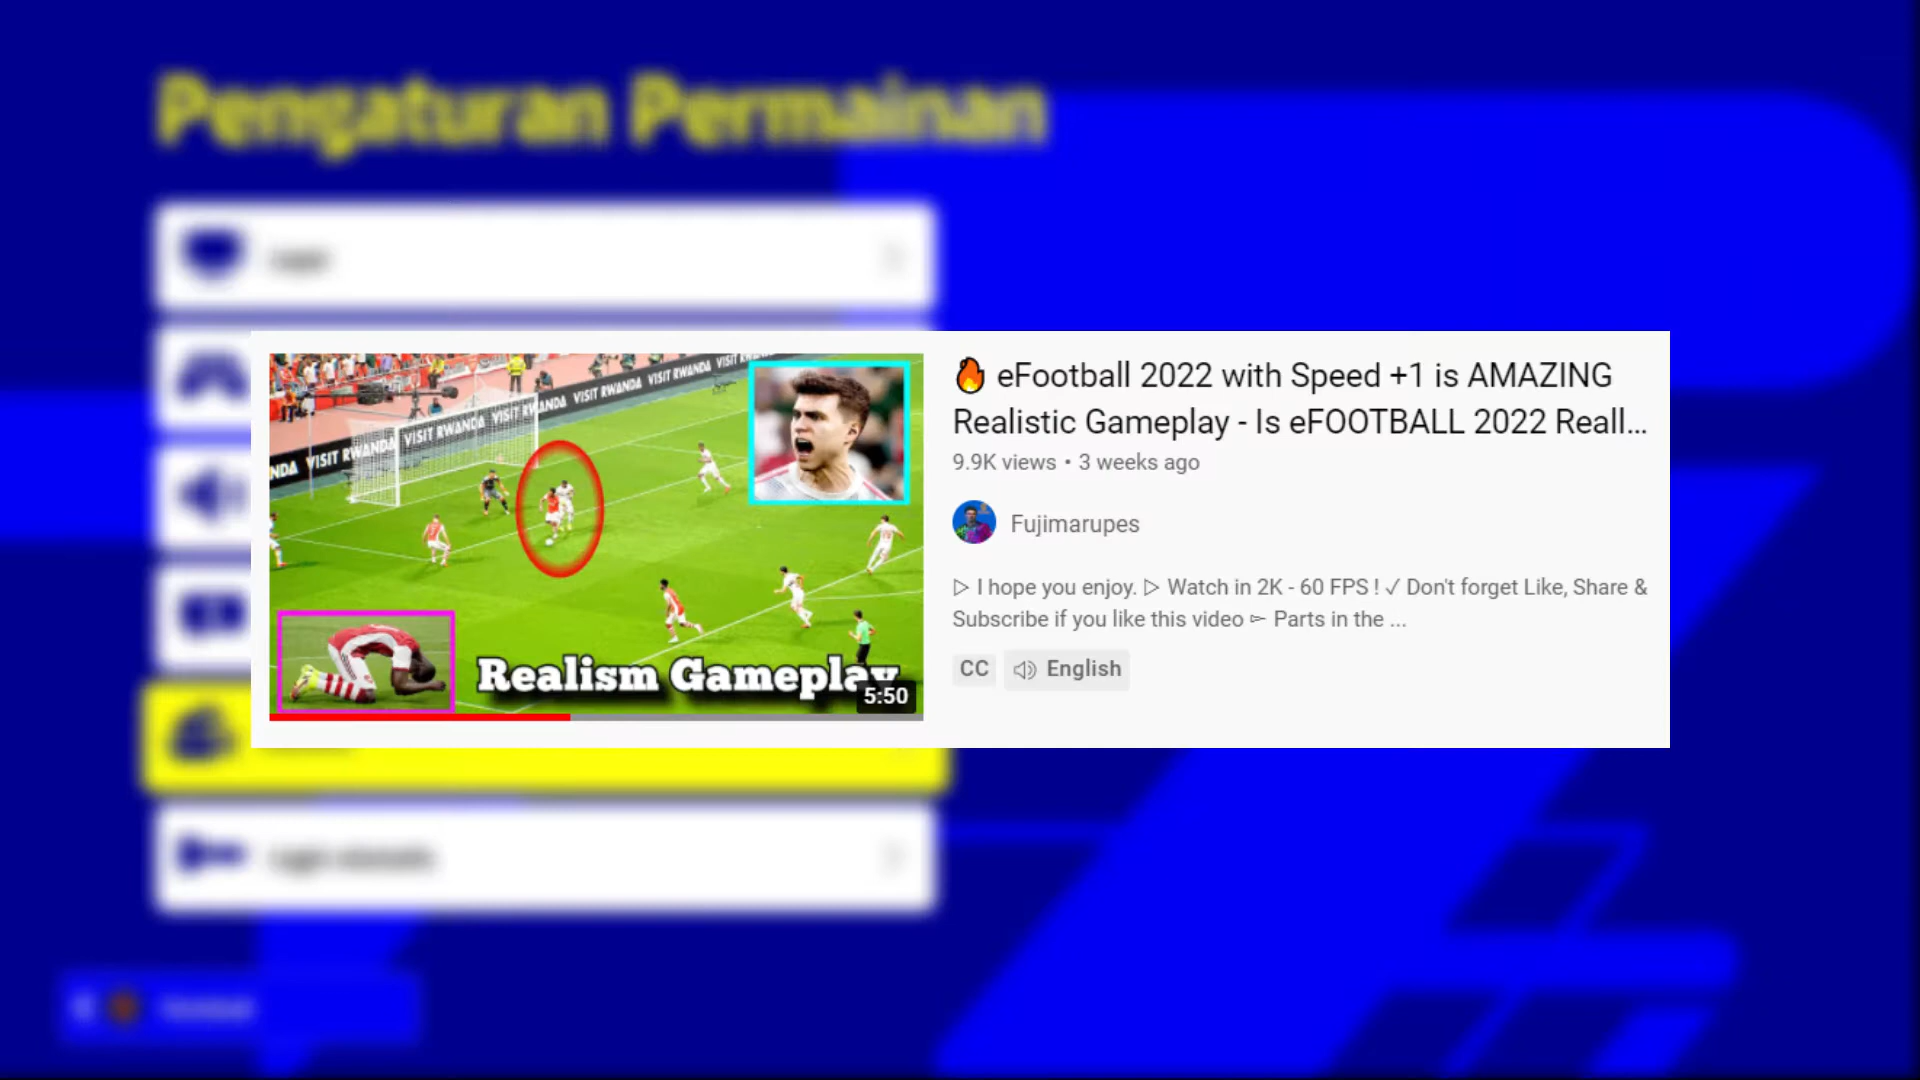 Pengaturan Permainan
VISIT RWANDA VISIT RWANDA VISIT RWANDA VISIT RWANDA VISIT RWANDA
🔥 eFootball 2022 with Speed +1 is AMAZING
Realistic Gameplay - Is eFOOTBALL 2022 Reall...
9.9K views • 3 weeks ago
Fujimarupes
▷ I hope you enjoy. ▷ Watch in 2K - 60 FPS ! ✓ Don't forget Like, Share &
Subscribe if you like this video ➛ Parts in the ...
CC English
Realism Gameplay
5:50